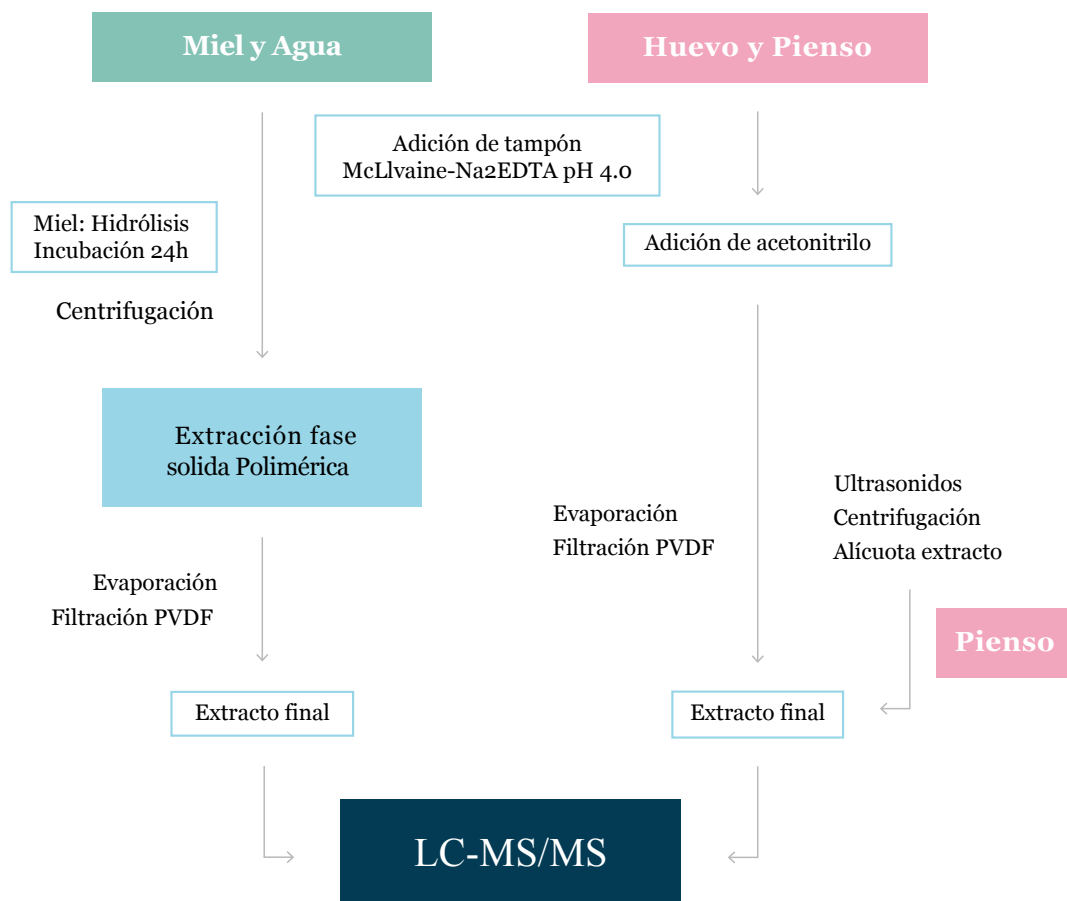 Miel y Agua
Huevo y Pienso
Adición de tampón
McLlvaine-Na2EDTA pH 4.0
Miel: Hidrólisis
Incubación 24h
Adición de acetonitrilo
Centrifugación
Extracción fase
solida Polimérica
Evaporación
Filtración PVDF
Ultrasonidos
Centrifugación
Alícuota extracto
Evaporación
Filtración PVDF
Pienso
Extracto final
Extracto final
LC-MS/MS